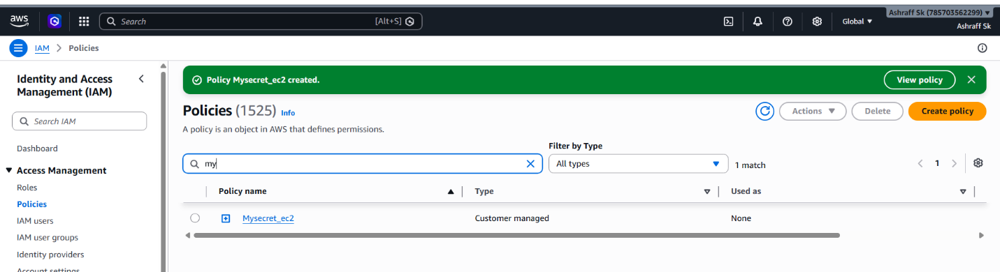 aws
Search [Alt+S]
Global ▼
Ashraff Sk (785703562299) ▼
Ashraff Sk
IAM > Policies
Identity and Access
Management (IAM)
Search IAM
Dashboard
Access Management
Roles
Policies
IAM users
IAM user groups
Identity providers
Account settings
Policy Mysecret_ec2 created.
View policy
Policies (1525) Info
Actions ▼
Delete
Create policy
A policy is an object in AWS that defines permissions.
Filter by Type
my
All types
1 match
1
Policy name
Type
Used as
Mysecret_ec2
Customer managed
None